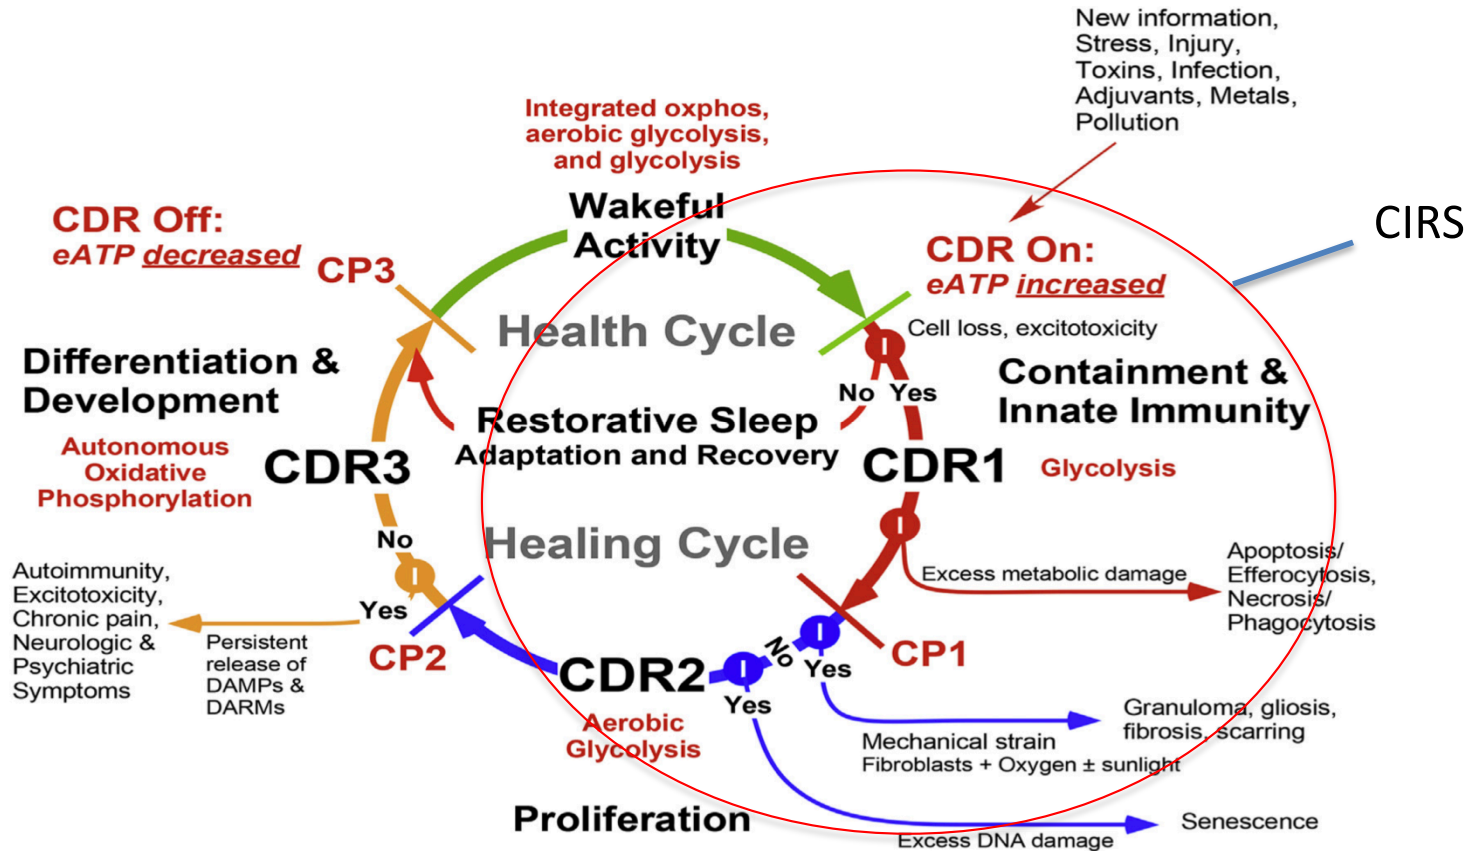 New information,
Stress, Injury,
Toxins, Infection,
Adjuvants, Metals,
Pollution
Integrated oxphos,
aerobic glycolysis,
and glycolysis
Wakeful
Activity
CDR Off:
eATP decreased
CP3
CDR On:
eATP increased
CIRS
Health Cycle
Cell loss, excitotoxicity
I
No
Yes
Differentiation &
Development
Containment &
Innate Immunity
Restorative Sleep
Adaptation and Recovery
Autonomous
Oxidative
Phosphorylation
CDR3
CDR1
Glycolysis
I
No
Healing Cycle
Excess metabolic damage
Apoptosis/
Efferocytosis,
Necrosis/
Phagocytosis
I
Yes
Autoimmunity,
Excitotoxicity,
Chronic pain,
Neurologic &
Psychiatric
Symptoms
Persistent
release of
DAMPs &
DARMs
CP2
CP1
I
No
Yes
I
Yes
CDR2
Aerobic
Glycolysis
Granuloma, gliosis,
fibrosis, scarring
Mechanical strain
Fibroblasts + Oxygen ± sunlight
Proliferation
Senescence
Excess DNA damage